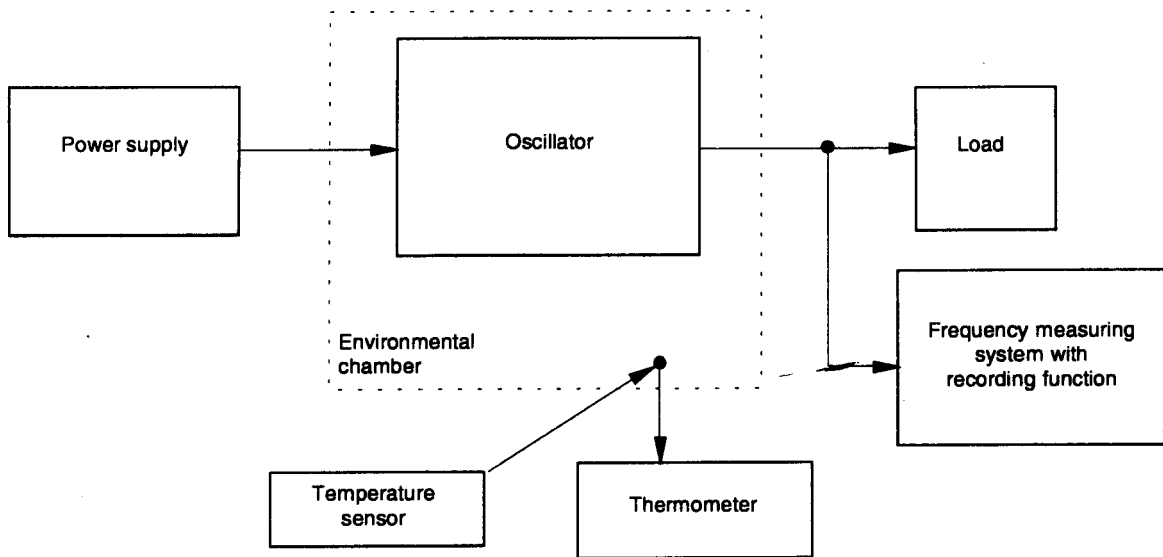 Power supply
Oscillator
Load
Environmental
chamber
Frequency measuring
system with
recording function
Temperature
sensor
Thermometer